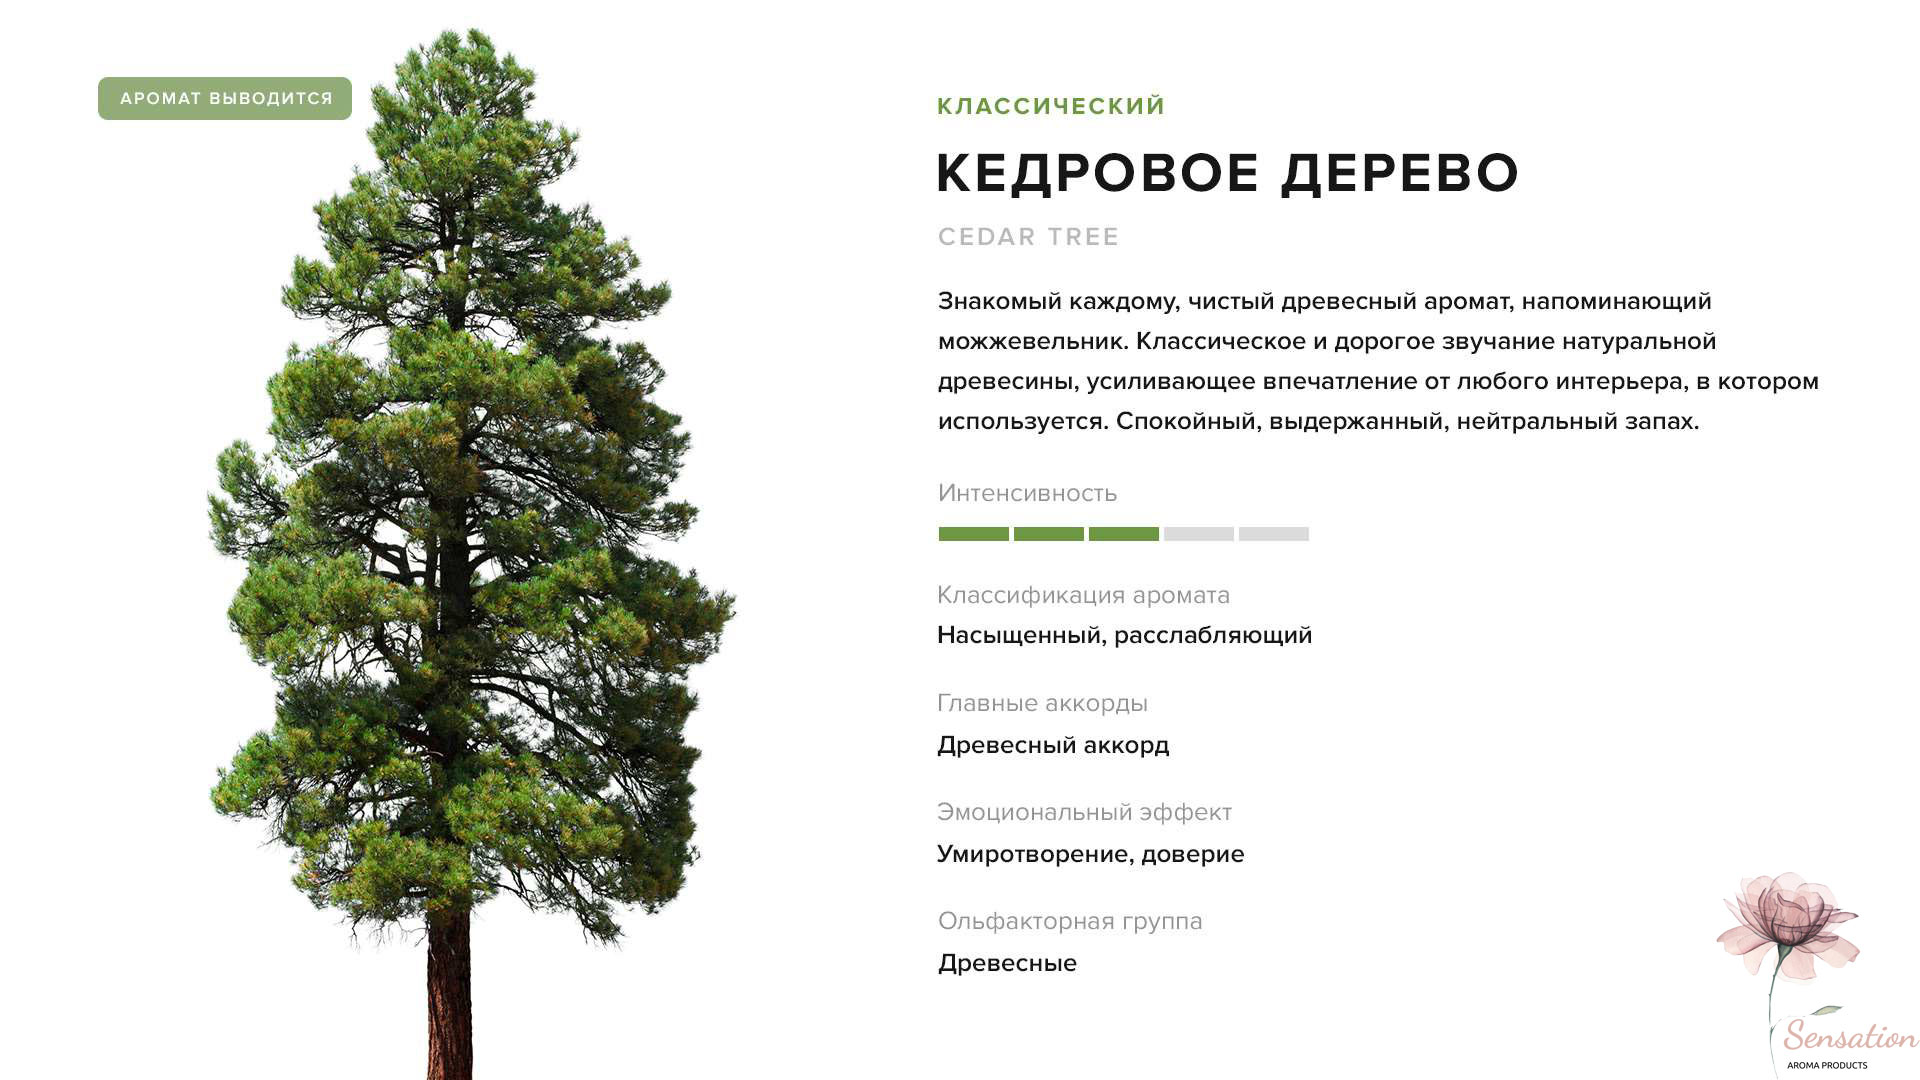 АРОМАТ ВЫВОДИТСЯ
КЛАССИЧЕСКИЙ
КЕДРОВОЕ ДЕРЕВО
CEDAR TREE
Знакомый каждому, чистый древесный аромат, напоминающий
можжевельник. Классическое и дорогое звучание натуральной
древесины, усиливающее впечатление от любого интерьера, в котором
используется. Спокойный, выдержанный, нейтральный запах.
Интенсивность
Классификация аромата
Насыщенный, расслабляющий
Главные аккорды
Древесный аккорд
Эмоциональный эффект
Умиротворение, доверие
Ольфакторная группа
Древесные
Sensation
AROMA PRODUCTS